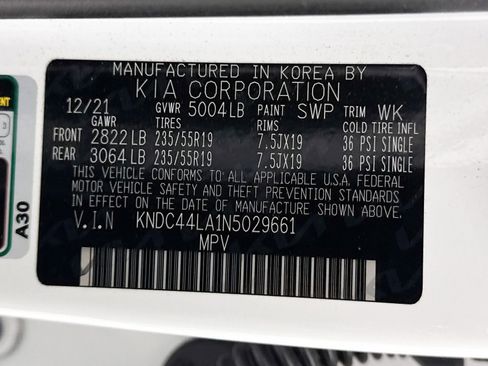 MANUFACTURED IN KOREA BY
KIA CORPORATION
12/21 GVWR 5004LB PAINT SWP TRIM WK
GAWR TIRES RIMS COLD TIRE INFL
FRONT 2822LB 235/55R19 7.5JX19 36 PSI SINGLE
REAR 3064LB 235/55R19 7.5JX19 36 PSI SINGLE
THIS VEHICLE CONFORMS TO ALL APPLICABLE U.S.A. FEDERAL
MOTOR VEHICLE SAFETY AND THEFT PREVENTION STANDARDS
IN EFFECT ON THE DATE OF MANUFACTURE SHOWN ABOVE.
V.I.N KNDC44LA1N5029661
MPV
A30